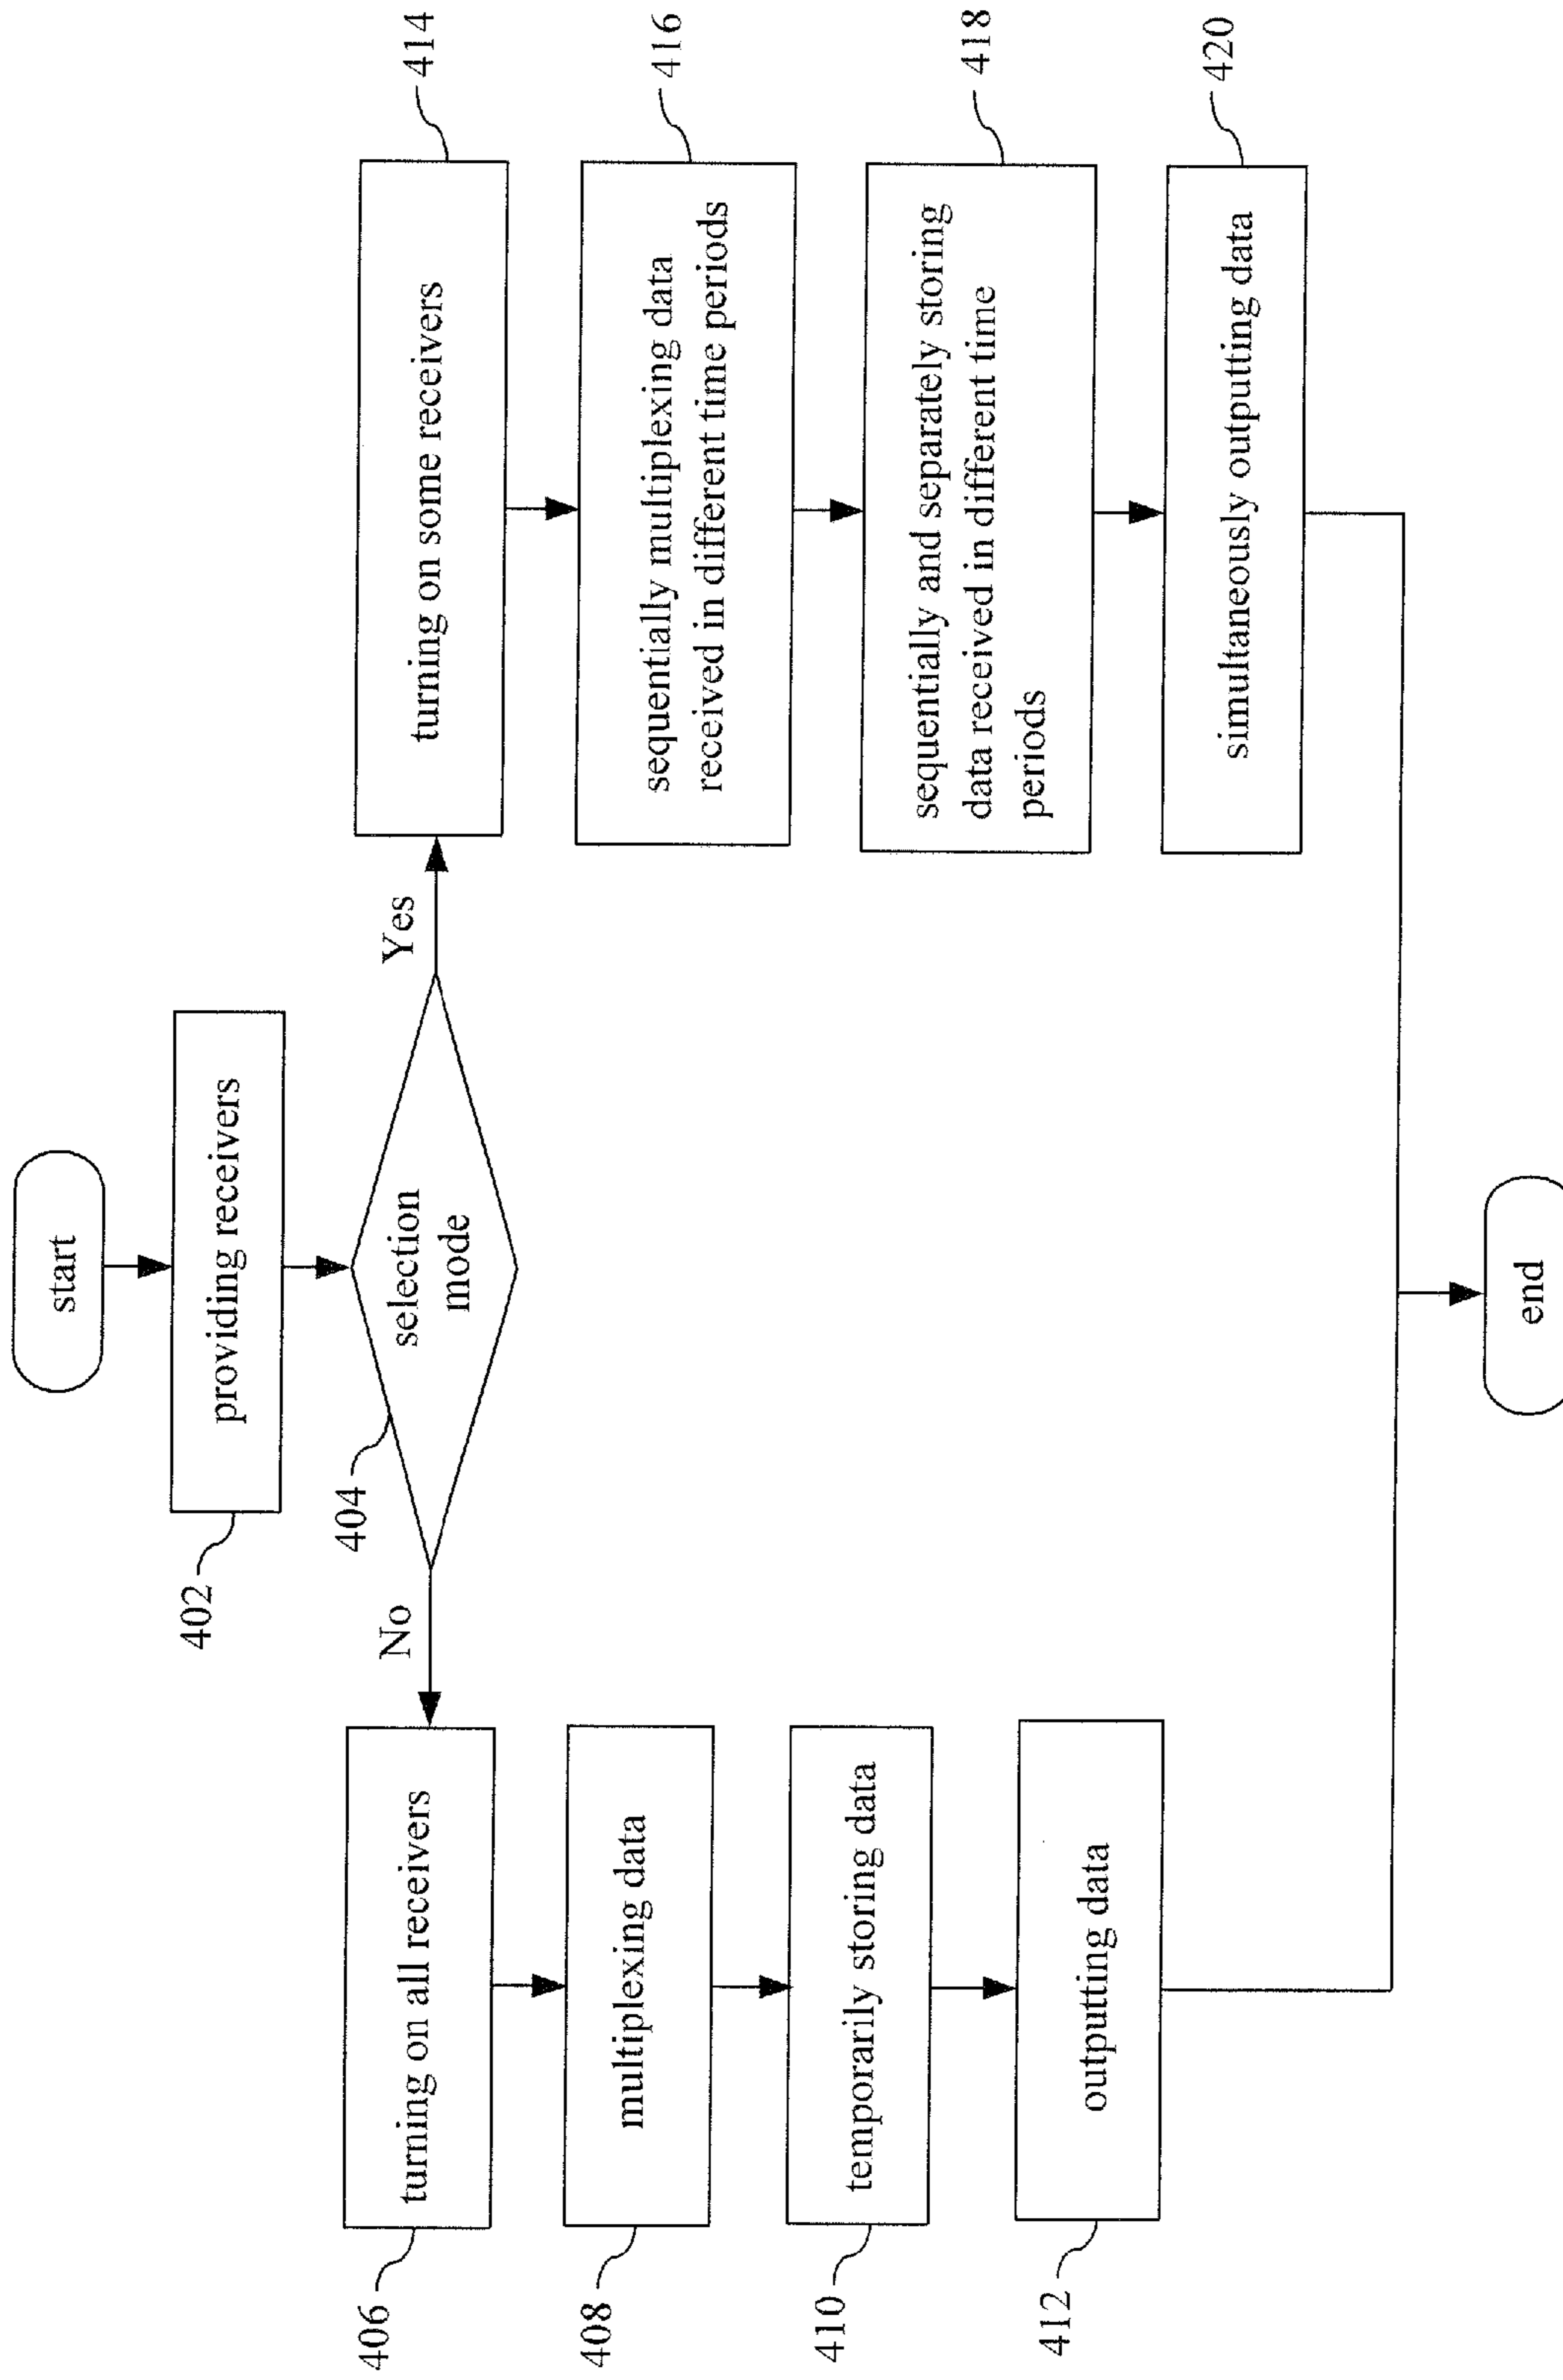 start
402
providing receivers
404
selection
mode
No
Yes
406
turning on all receivers
408
multiplexing data
410
temporarily storing data
412
outputting data
414
turning on some receivers
416
sequentially multiplexing data
received in different time periods
418
sequentially and separately storing
data received in different time
periods
420
simultaneously outputting data
end